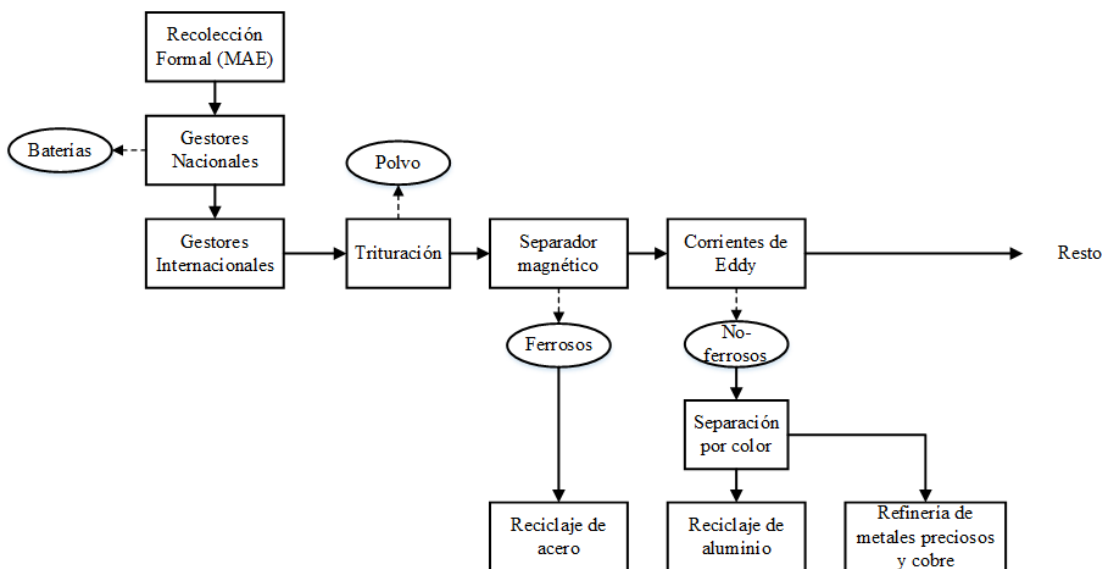 Recolección
Formal (MAE)
Baterías
Gestores
Nacionales
Polvo
Gestores
Internacionales
Trituración
Separador
magnético
Corrientes de
Eddy
Resto
Ferrosos
No-
ferrosos
Separación
por color
Reciclaje de
acero
Reciclaje de
aluminio
Refinería de
metales preciosos
y cobre